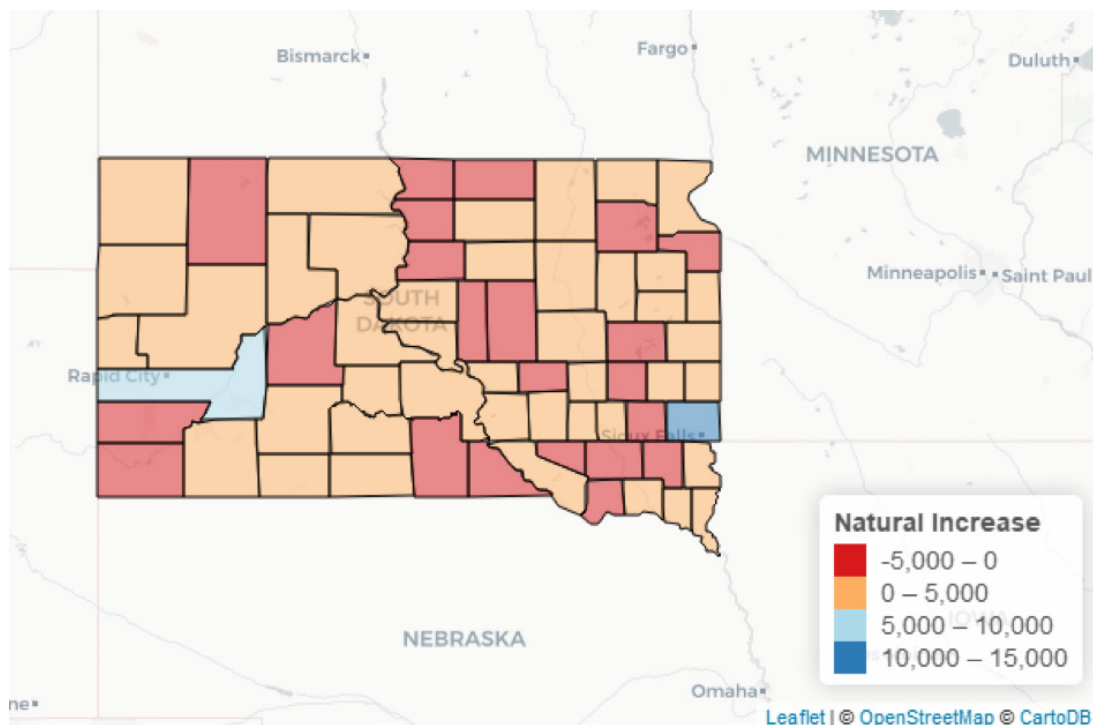 Bismarck
Fargo
Duluth
MINNESOTA
Minneapolis
Saint Paul
SOUTH
DAKOTA
Rapid City
Sioux Falls
Natural Increase
-5,000 – 0
0 – 5,000
5,000 – 10,000
10,000 – 15,000
IOWA
NEBRASKA
Omaha
ne
Leaflet | © OpenStreetMap © CartoDB